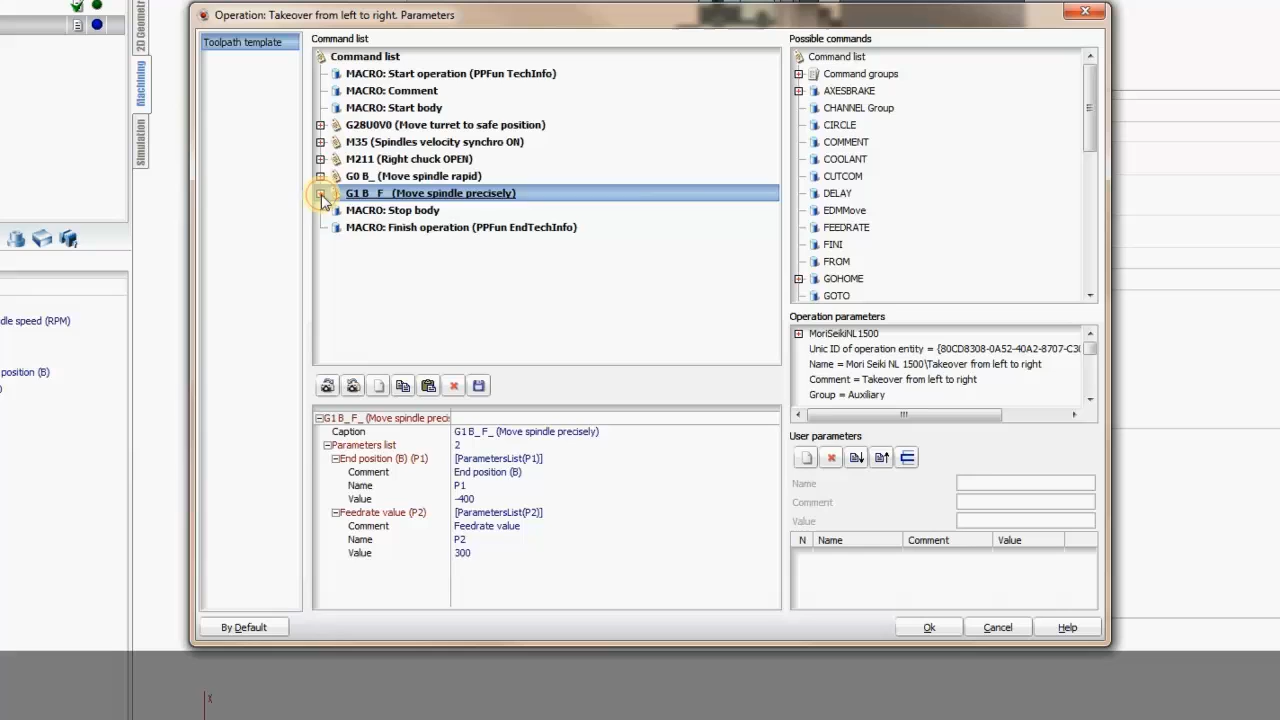 Operation: Takeover from left to right. Parameters
2D Geometry
Machining
Simulation
dle speed (RPM)
position (B)
Toolpath template
Command list
Command list
MACRO: Start operation (PPFun TechInfo)
MACRO: Comment
MACRO: Start body
G28U0V0 (Move turret to safe position)
M35 (Spindles velocity synchro ON)
M211 (Right chuck OPEN)
G0 B_ (Move spindle rapid)
G1 B_ F_ (Move spindle precisely)
MACRO: Stop body
MACRO: Finish operation (PPFun EndTechInfo)
G1 B_ F_ (Move spindle preci
Caption G1 B_ F_ (Move spindle precisely)
Parameters list 2
End position (B) (P1) [ParametersList(P1)]
Comment End position (B)
Name P1
Value -400
Feedrate value (P2) [ParametersList(P2)]
Comment Feedrate value
Name P2
Value 300
Possible commands
Command list
Command groups
AXESBRAKE
CHANNEL Group
CIRCLE
COMMENT
COOLANT
CUTCOM
DELAY
EDMMove
FEEDRATE
FINI
FROM
GOHOME
GOTO
Operation parameters
MoriSeikiNL1500
Unic ID of operation entity = {80CD8308-0A52-40A2-8707-C30
Name = Mori Seiki NL 1500\Takeover from left to right
Comment = Takeover from left to right
Group = Auxiliary
User parameters
Name
Comment
Value
N Name Comment Value
By Default Ok Cancel Help
X